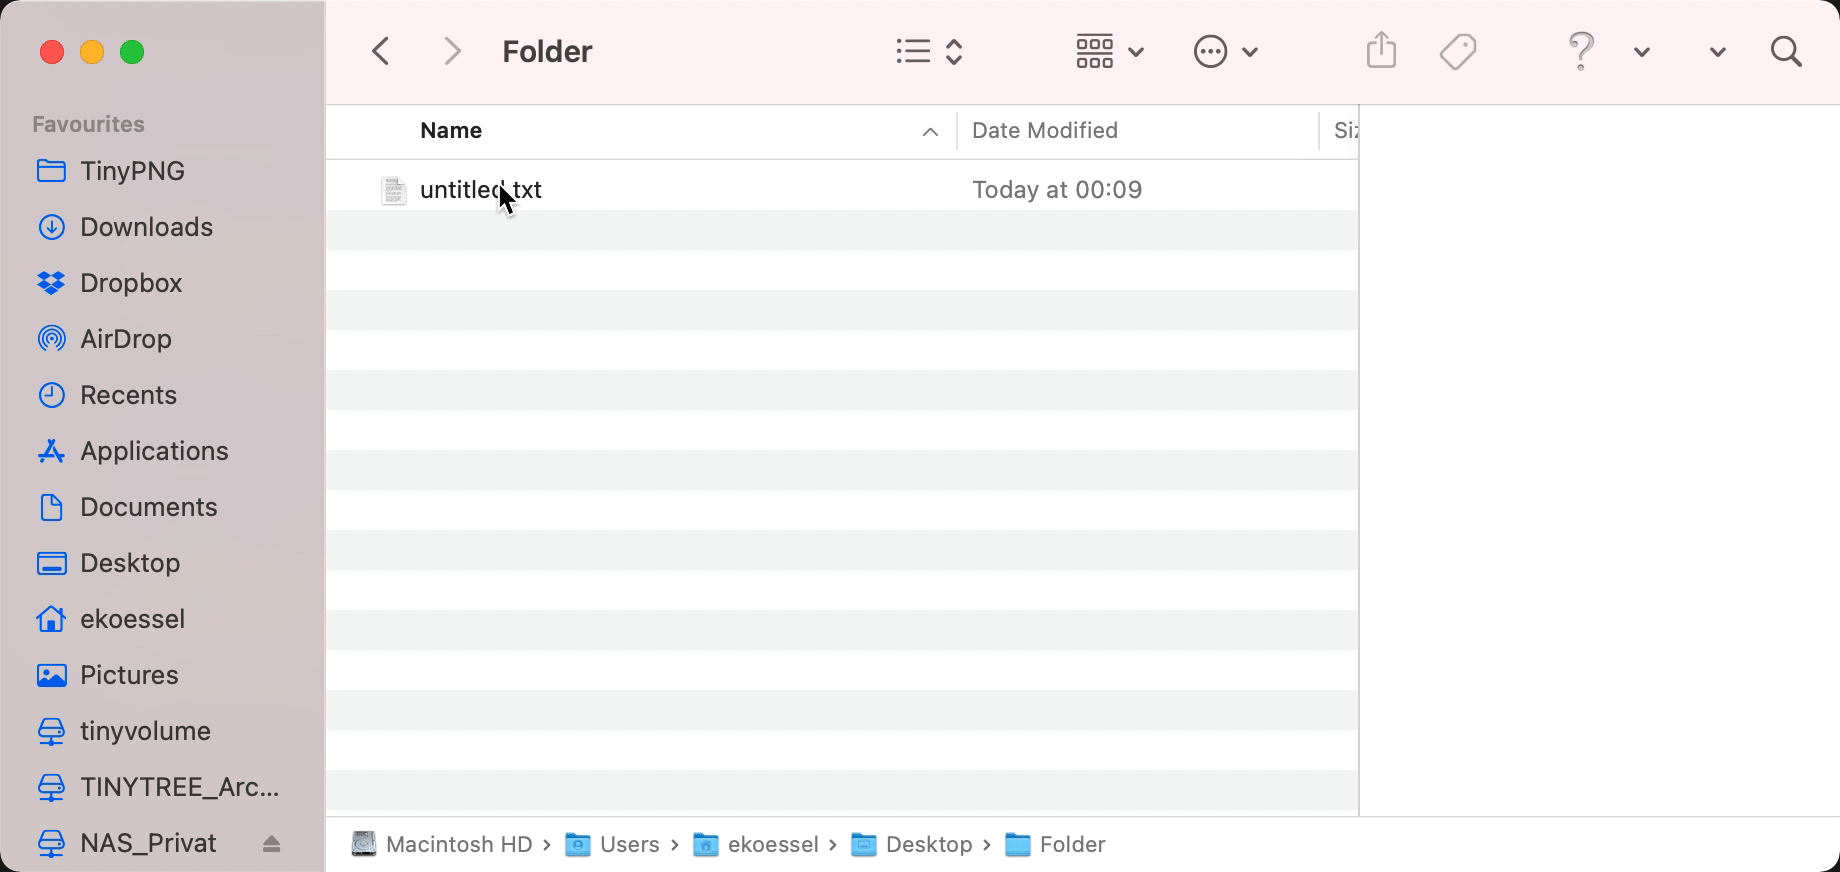 Folder
Favourites
TinyPNG
Downloads
Dropbox
AirDrop
Recents
Applications
Documents
Desktop
ekoessel
Pictures
tinyvolume
TINYTREE_Arc...
NAS_Privat
Name Date Modified Siz
untitled.txt Today at 00:09
Macintosh HD › Users › ekoessel › Desktop › Folder